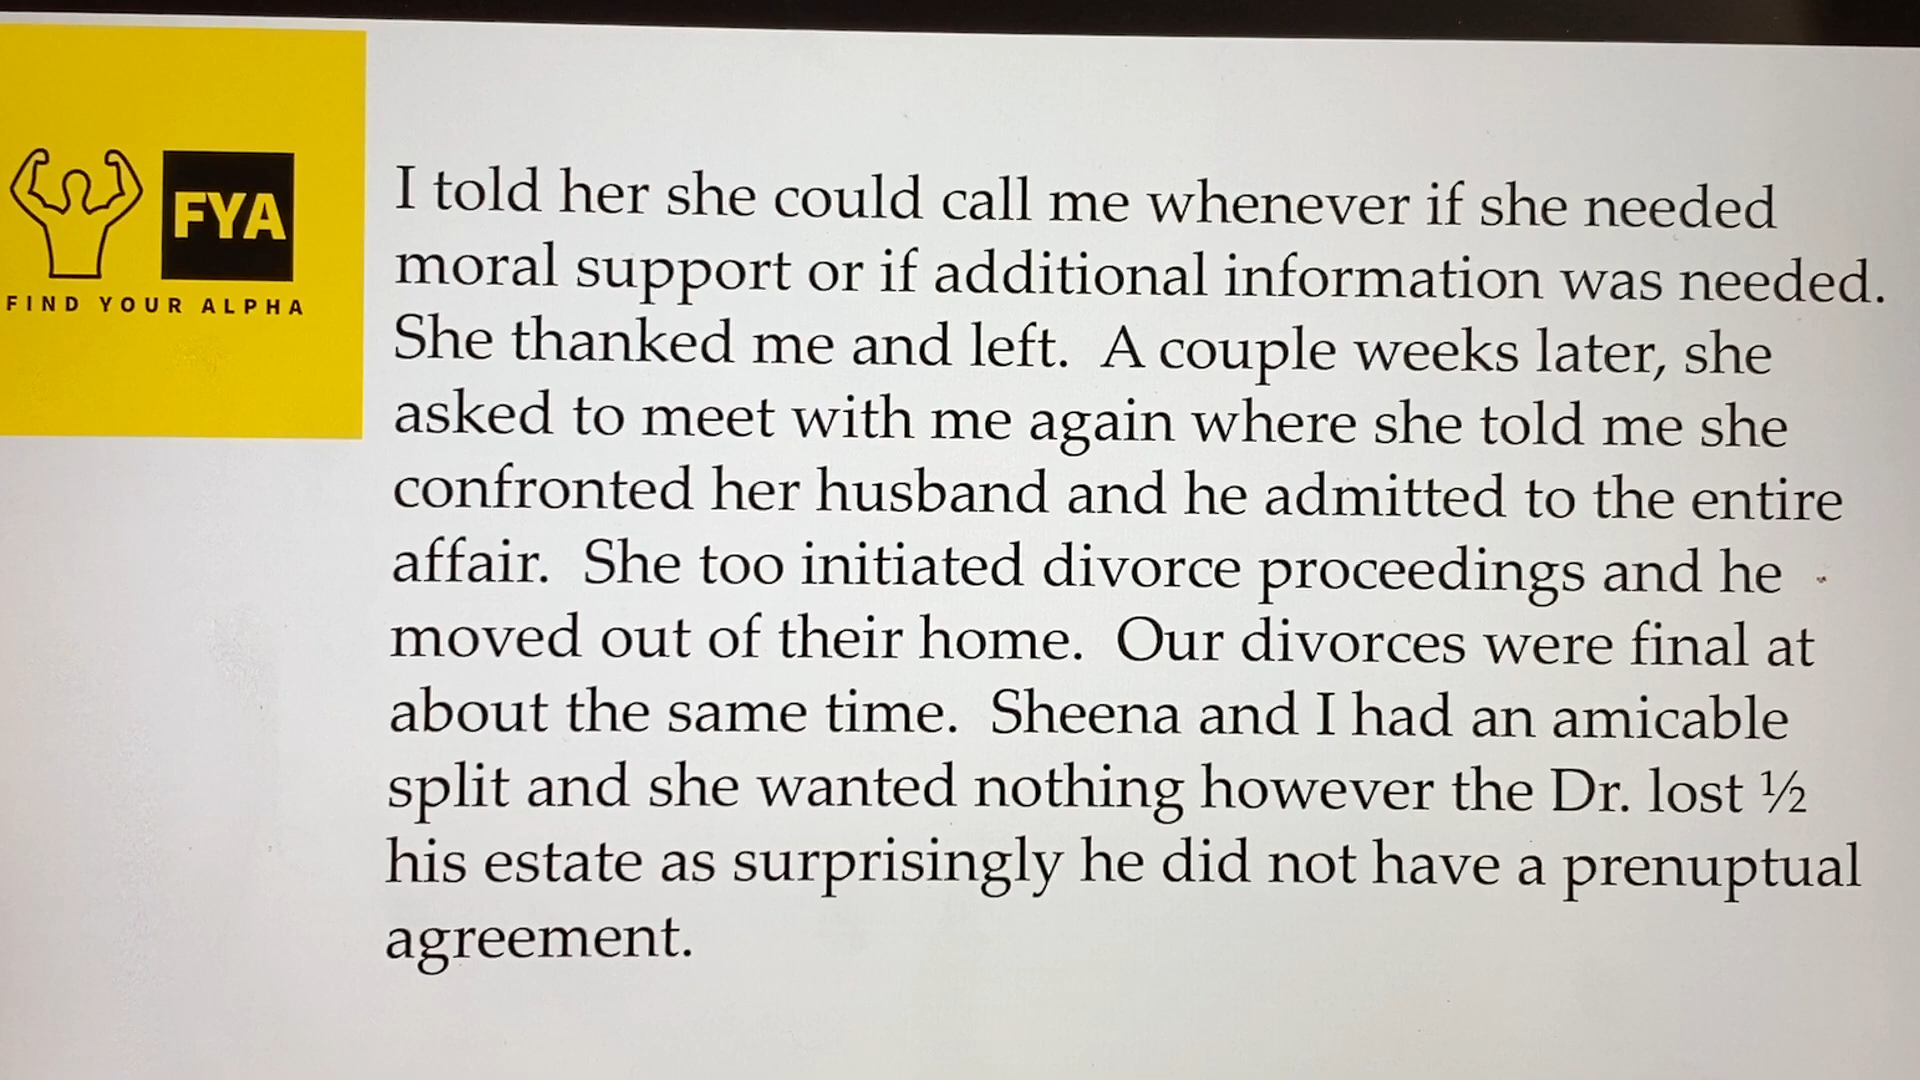 FYA
FIND YOUR ALPHA
I told her she could call me whenever if she needed
moral support or if additional information was needed.
She thanked me and left.  A couple weeks later, she
asked to meet with me again where she told me she
confronted her husband and he admitted to the entire
affair.  She too initiated divorce proceedings and he
moved out of their home.  Our divorces were final at
about the same time.  Sheena and I had an amicable
split and she wanted nothing however the Dr. lost ½
his estate as surprisingly he did not have a prenuptual
agreement.